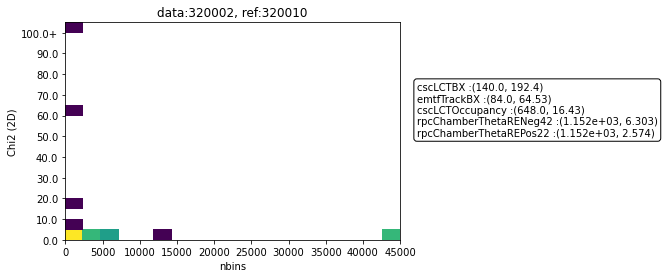 data:320002, ref:320010
100.0+
90.0
80.0
70.0
60.0
50.0
40.0
30.0
20.0
10.0
0.0
Chi2 (2D)
0 5000 10000 15000 20000 25000 30000 35000 40000 45000
nbins
cscLCTBX :(140.0, 192.4)
emtfTrackBX :(84.0, 64.53)
cscLCTOccupancy :(648.0, 16.43)
rpcChamberThetaRENeg42 :(1.152e+03, 6.303)
rpcChamberThetaREPos22 :(1.152e+03, 2.574)